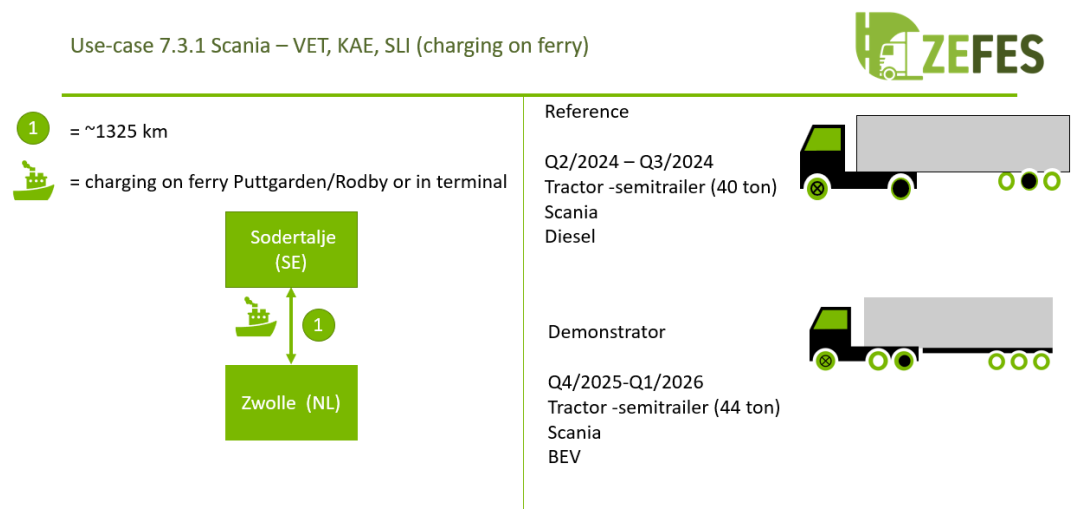 Use-case 7.3.1 Scania – VET, KAE, SLI (charging on ferry)
ZEFES
1
= ~1325 km
= charging on ferry Puttgarden/Rodby or in terminal
Sodertalje
(SE)
1
Zwolle (NL)
Reference
Q2/2024 – Q3/2024
Tractor -semitrailer (40 ton)
Scania
Diesel
Demonstrator
Q4/2025-Q1/2026
Tractor -semitrailer (44 ton)
Scania
BEV